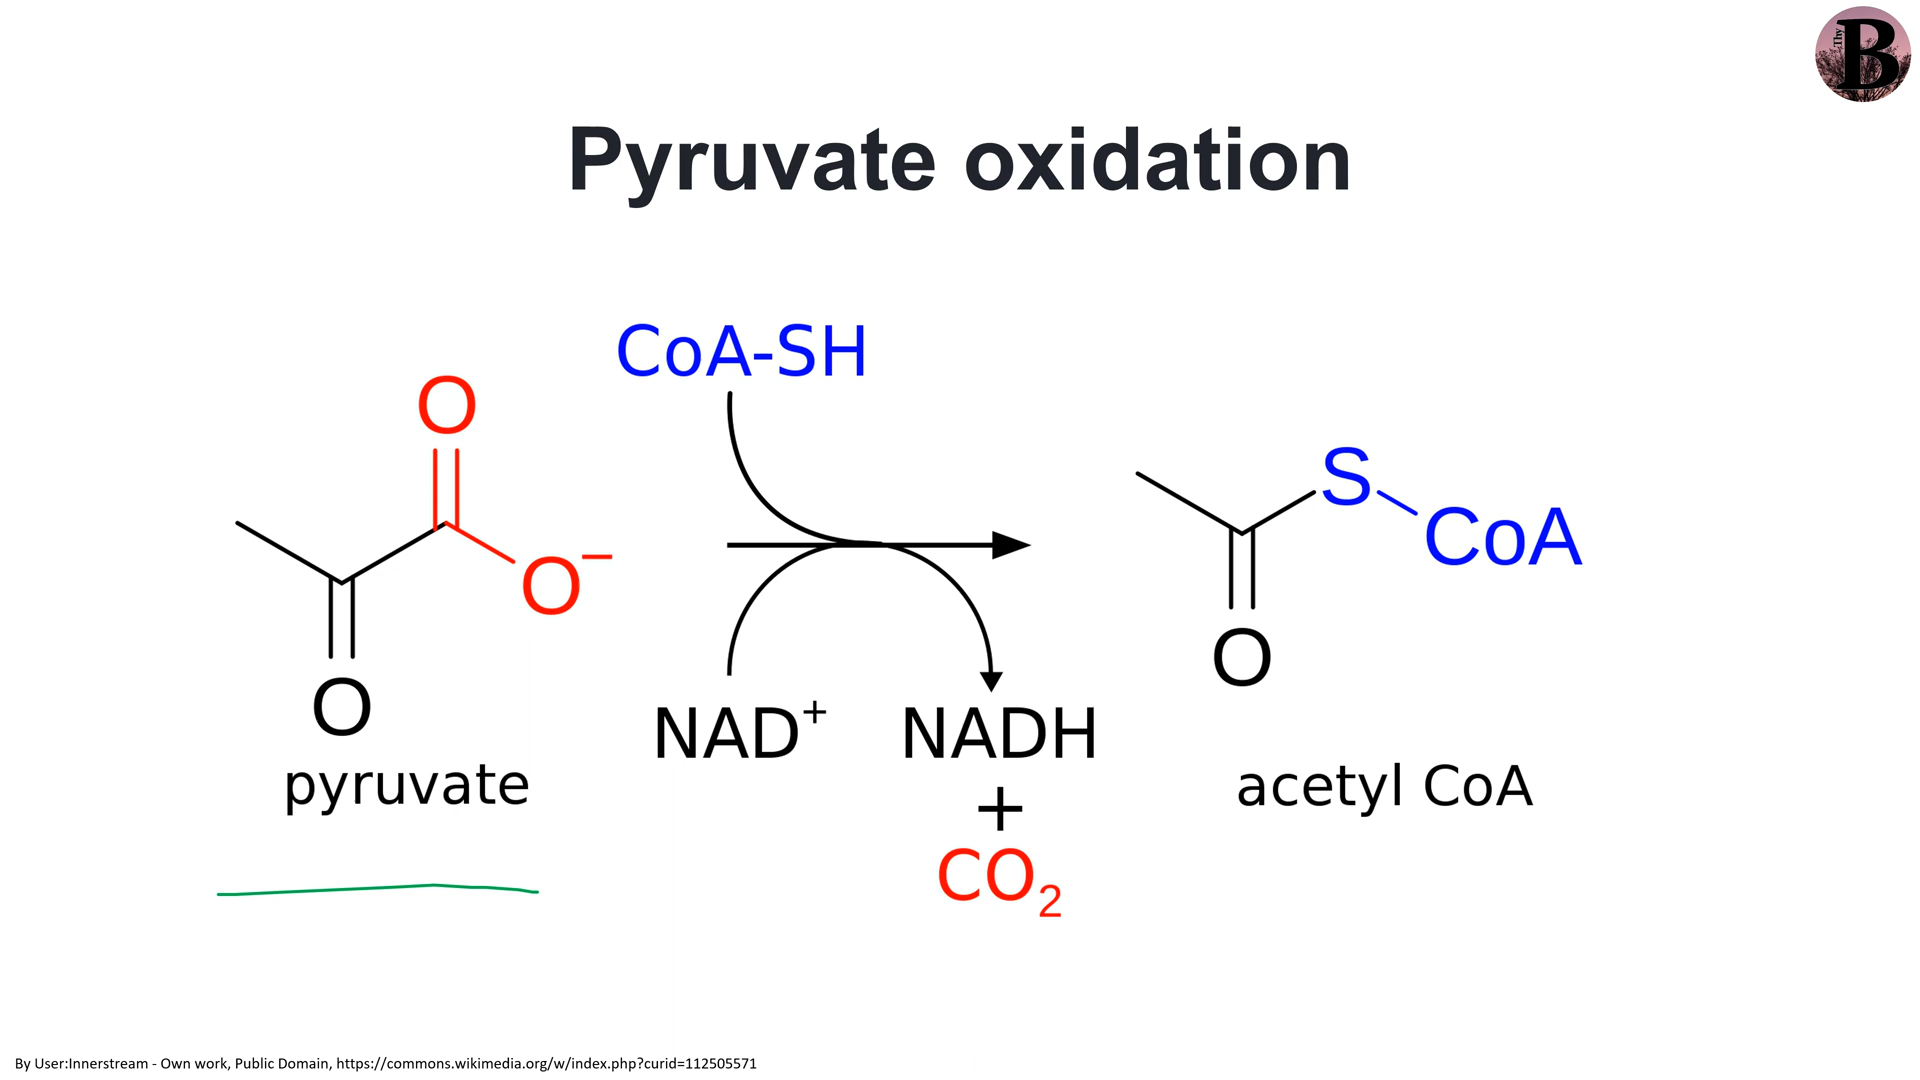 Thy
B
Pyruvate oxidation
CoA-SH
O
O⁻
O
pyruvate
NAD⁺
NADH
+
CO₂
S
CoA
O
acetyl CoA
By User:Innerstream - Own work, Public Domain, https://commons.wikimedia.org/w/index.php?curid=112505571